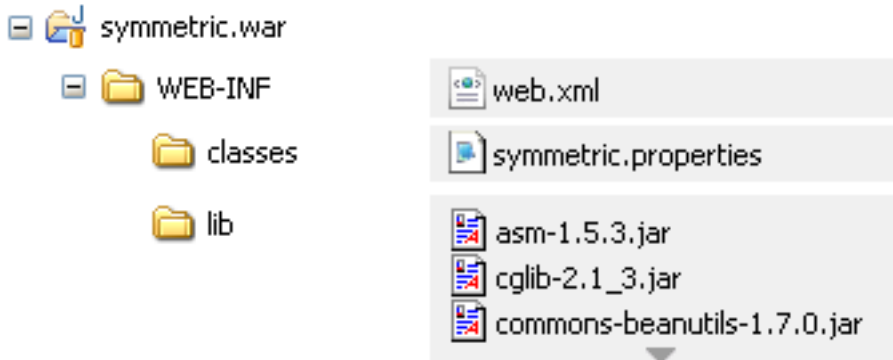 symmetric.war
WEB-INF web.xml
classes symmetric.properties
lib
asm-1.5.3.jar
cglib-2.1_3.jar
commons-beanutils-1.7.0.jar